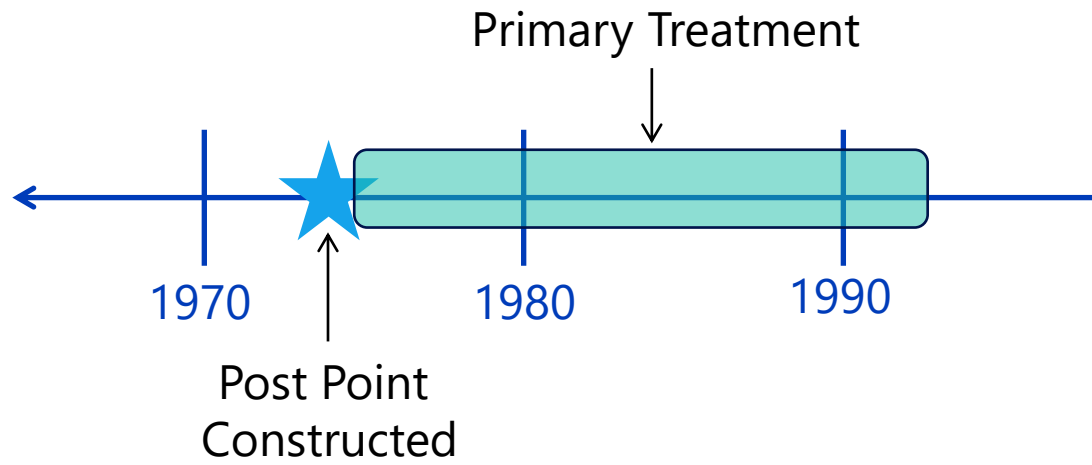 Primary Treatment
1970
1980
1990
Post Point
Constructed